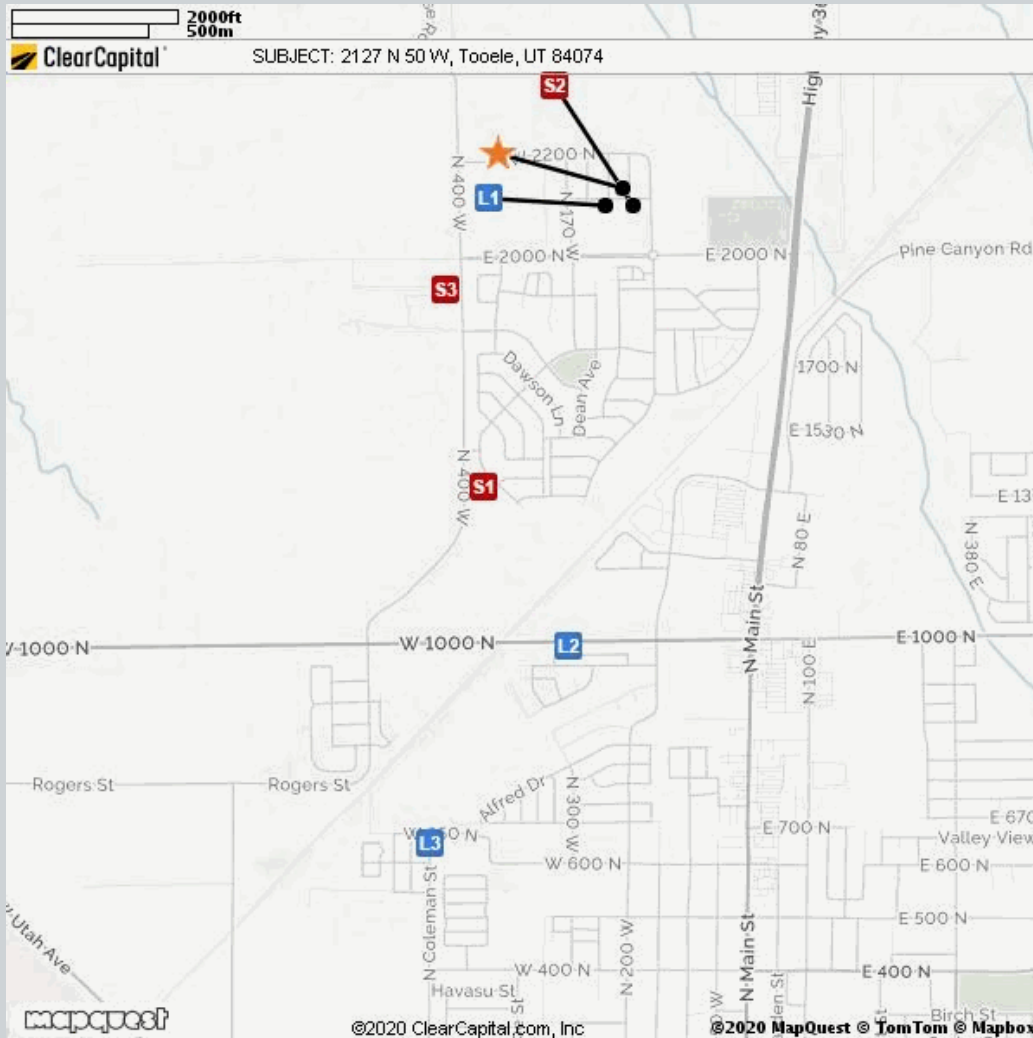 2000ft
500m
ClearCapital
SUBJECT: 2127 N 50 W, Tooele, UT 84074
S2
W 2200 N
N 400 W
L1
N 170 W
E 2000 N
E 2000 N
Pine Canyon Rd
S3
Dawson Ln
Dean Ave
1700 N
E 1530 N
N 400 W
S1
E 13
N 80 E
N 380 E
N Main St
W 1000 N
W 1000 N
L2
E 1000 N
N 100 E
Rogers St
Rogers St
Alfred Dr
N 300 W
E 700 N
E 670
Valley View
L3
W 600 N
E 600 N
N Coleman St
E 500 N
W Utah Ave
N 200 W
N Main St
W 400 N
E 400 N
Havasu St
Birch St
mapquest
©2020 ClearCapital.com, Inc
©2020 MapQuest © TomTom © Mapbox